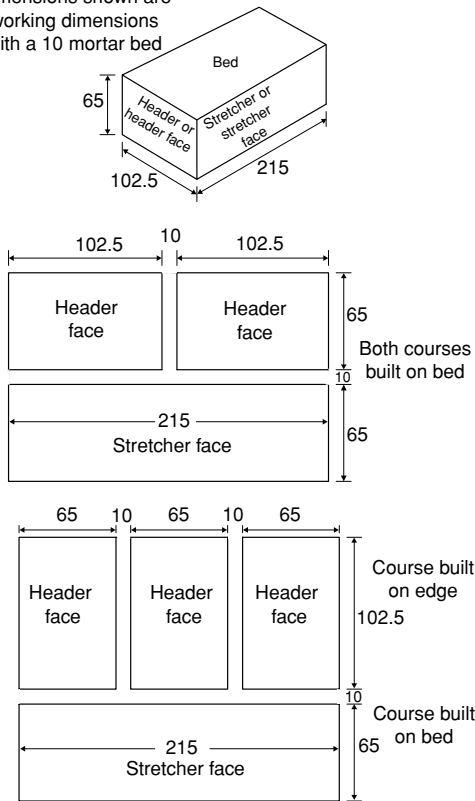 working dimensions
with a 10 mortar bed
Bed
65
Header or
header face
Stretcher or
stretcher
face
102.5
215
102.5
10
102.5
Header
face
Header
face
65
Both courses
built on bed
10
215
Stretcher face
65
65
10
65
10
65
Header
face
Header
face
Header
face
Course built
on edge
102.5
10
Course built
on bed
215
Stretcher face
65